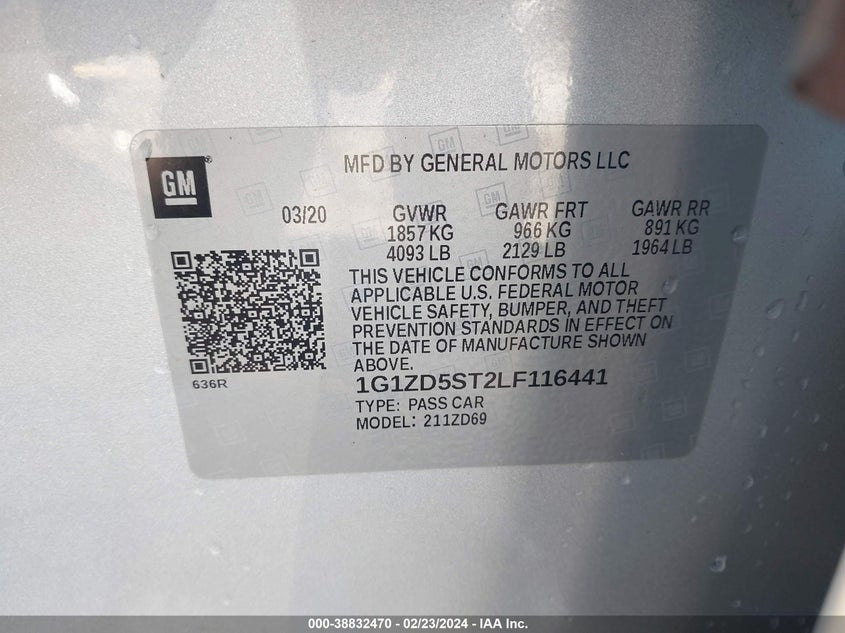 GM
MFD BY GENERAL MOTORS LLC
03/20 GVWR GAWR FRT GAWR RR
1857 KG 966 KG 891 KG
4093 LB 2129 LB 1964 LB
THIS VEHICLE CONFORMS TO ALL
APPLICABLE U.S. FEDERAL MOTOR
VEHICLE SAFETY, BUMPER, AND THEFT
PREVENTION STANDARDS IN EFFECT ON
THE DATE OF MANUFACTURE SHOWN
ABOVE.
636R
1G1ZD5ST2LF116441
TYPE: PASS CAR
MODEL: 211ZD69
000-38832470 - 02/23/2024 - IAA Inc.